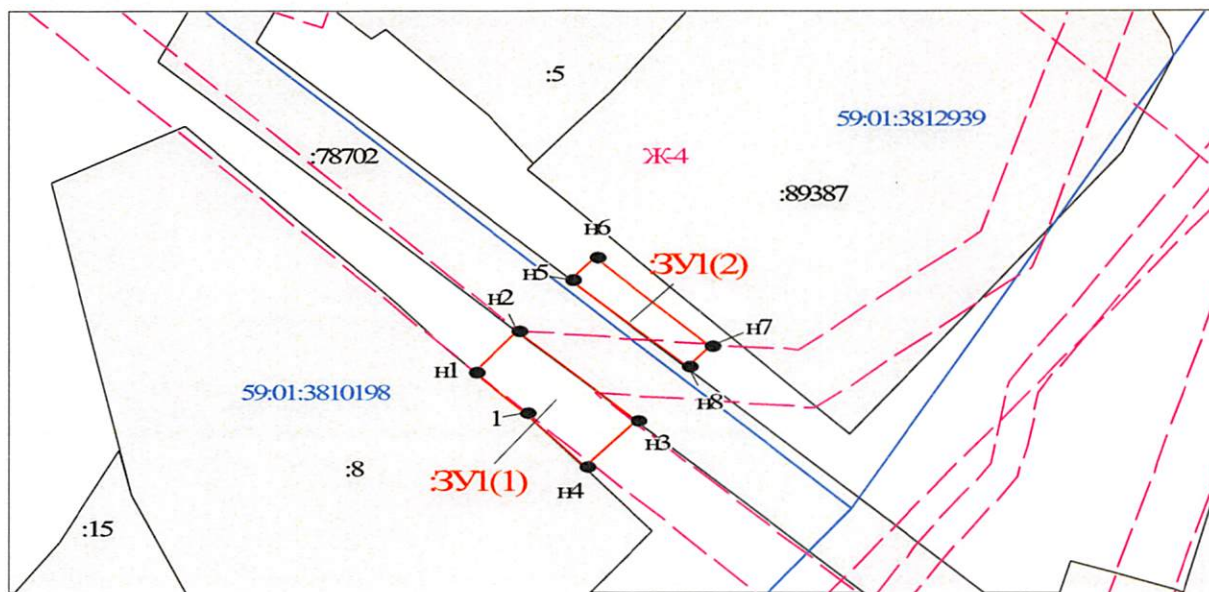 :5
59:01:3812939
:78702
Ж-4
:89387
н6
н5
:ЗУ1(2)
н2
н7
н1
н8
59:01:3810198
1
н3
:8
:ЗУ1(1)
н4
:15